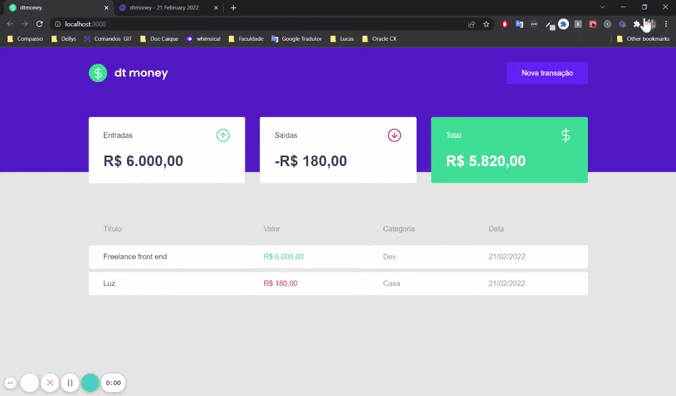 dtmoney
dtmoney - 21 February 2022
localhost:3000
Compasso Dellys Comandos GIT Doc Caique whimsical Faculdade Google Tradutor Lucas Oracle CX Other bookmarks
dt money
Nova transação
Entradas
R$ 6.000,00
Saídas
-R$ 180,00
Total
R$ 5.820,00
Título Valor Categoria Data
Freelance front end R$ 6.000,00 Dev 21/02/2022
Luz R$ 180,00 Casa 21/02/2022
0:00